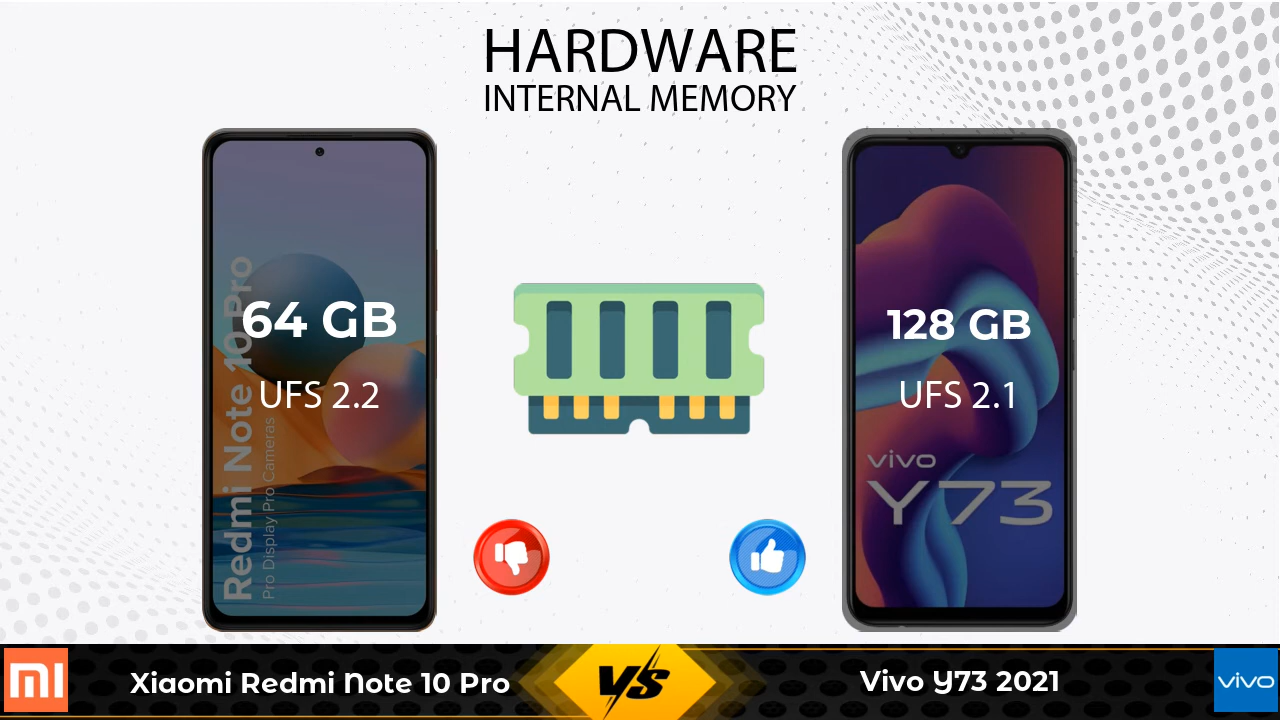 HARDWARE
INTERNAL MEMORY
64 GB
UFS 2.2
Redmi Note 10 Pro
Pro Display Pro Cameras
128 GB
UFS 2.1
vivo
Y73
mi
Xiaomi Redmi Note 10 Pro
VS
Vivo Y73 2021
vivo